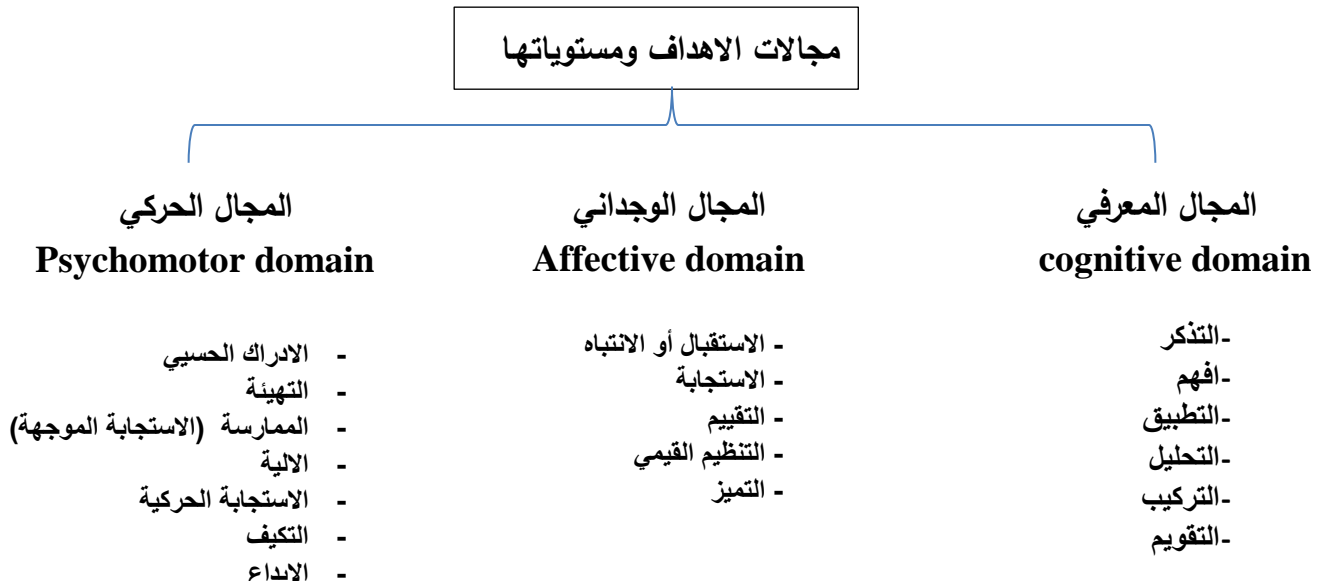 مجالات الاهداف ومستوياتها
المجال المعرفي
cognitive domain
-التذكر
-افهم
-التطبيق
-التحليل
-التركيب
-التقويم
المجال الوجداني
Affective domain
- الاستقبال أو الانتباه
- الاستجابة
- التقييم
- التنظيم القيمي
- التميز
المجال الحركي
Psychomotor domain
- الادراك الحسيي
- التهيئة
- الممارسة (الاستجابة الموجهة)
- الالية
- الاستجابة الحركية
- التكيف
- الابداع